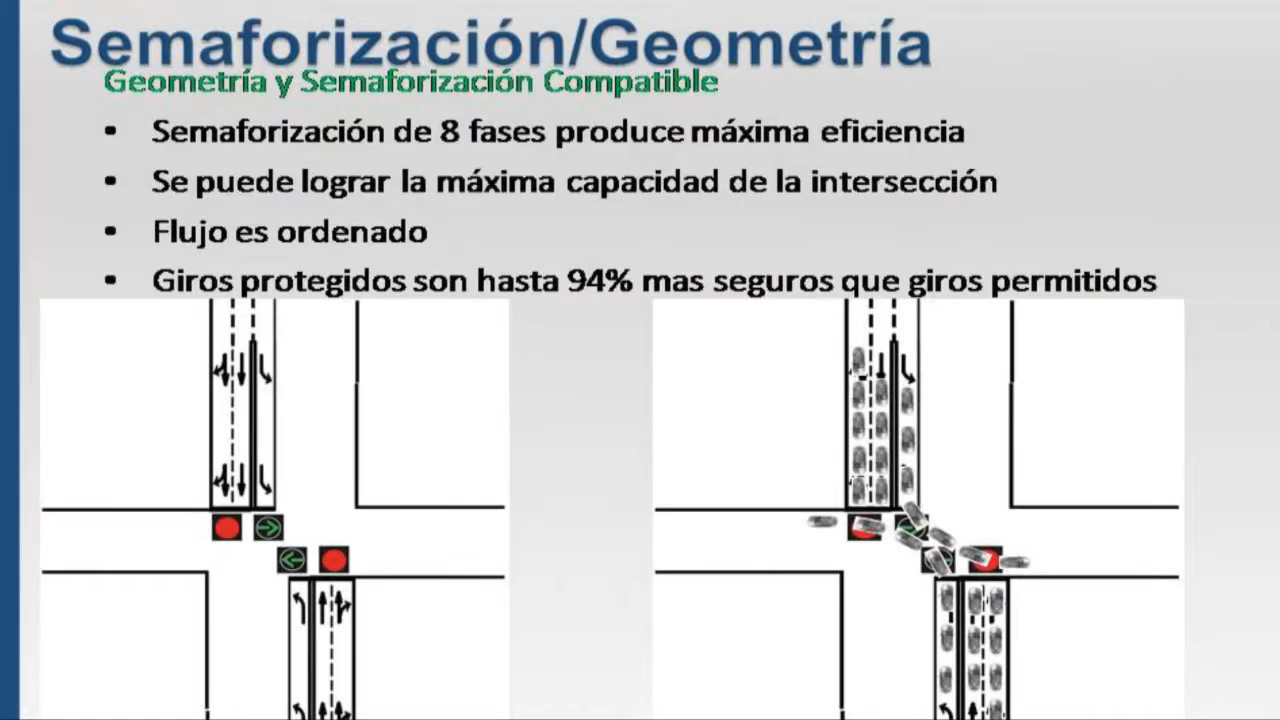 Semaforización/Geometría
Geometría y Semaforización Compatible
• Semaforización de 8 fases produce máxima eficiencia
• Se puede lograr la máxima capacidad de la intersección
• Flujo es ordenado
• Giros protegidos son hasta 94% mas seguros que giros permitidos